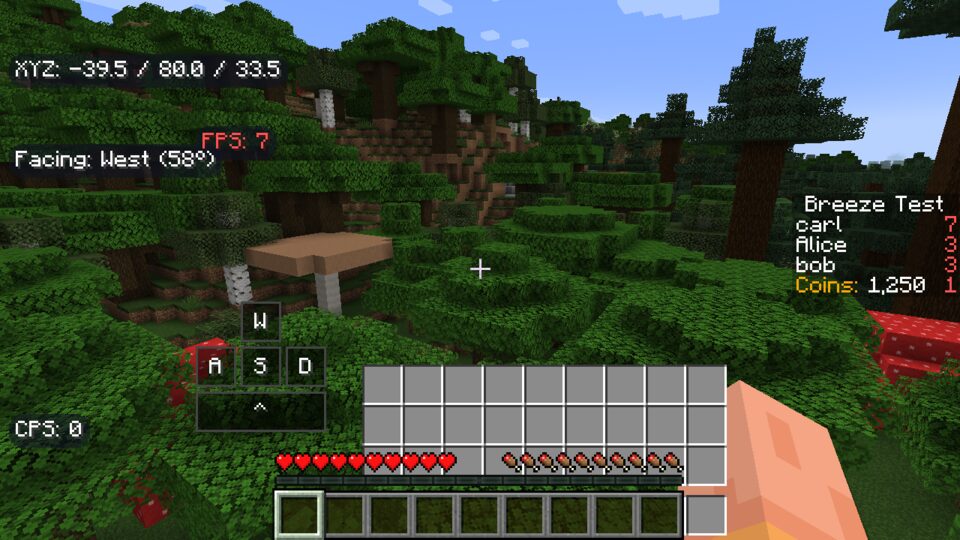 XYZ: -39.5 / 80.0 / 33.5
FPS: 7
Facing: West (58º)
Breeze Test
carl 7
Alice 3
bob 3
Coins: 1,250 1
W
A S D
^
CPS: 0